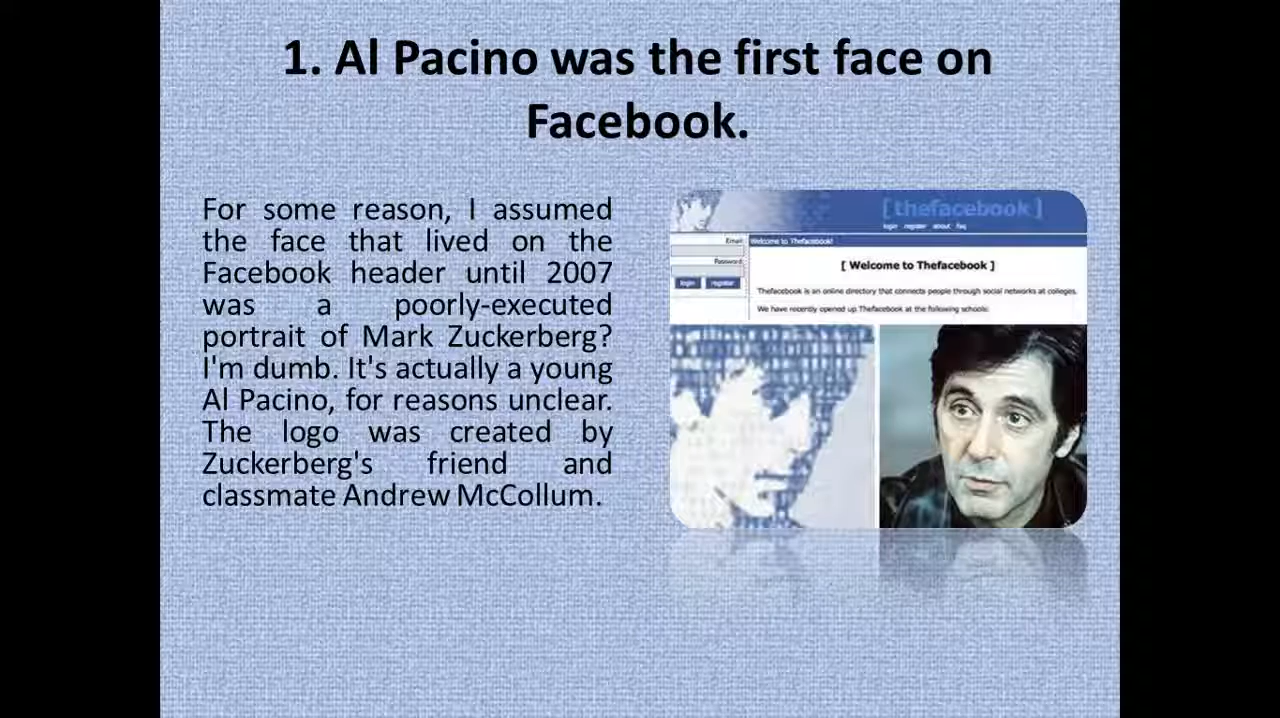 1. Al Pacino was the first face on
Facebook.
For some reason, I assumed
the face that lived on the
Facebook header until 2007
was a poorly-executed
portrait of Mark Zuckerberg?
I'm dumb. It's actually a young
Al Pacino, for reasons unclear.
The logo was created by
Zuckerberg's friend and
classmate Andrew McCollum.
[thefacebook]
login register about faq
Email:
Welcome to Thefacebook!
Password:
[ Welcome to Thefacebook ]
login register
Thefacebook is an online directory that connects people through social networks at colleges.
We have recently opened up Thefacebook at the following schools: